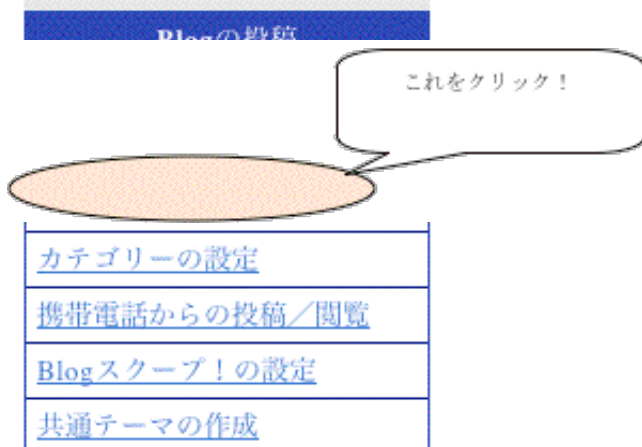 Blogの投稿
これをクリック！
カテゴリーの設定
携帯電話からの投稿／閲覧
Blogスクープ！の設定
共通テーマの作成